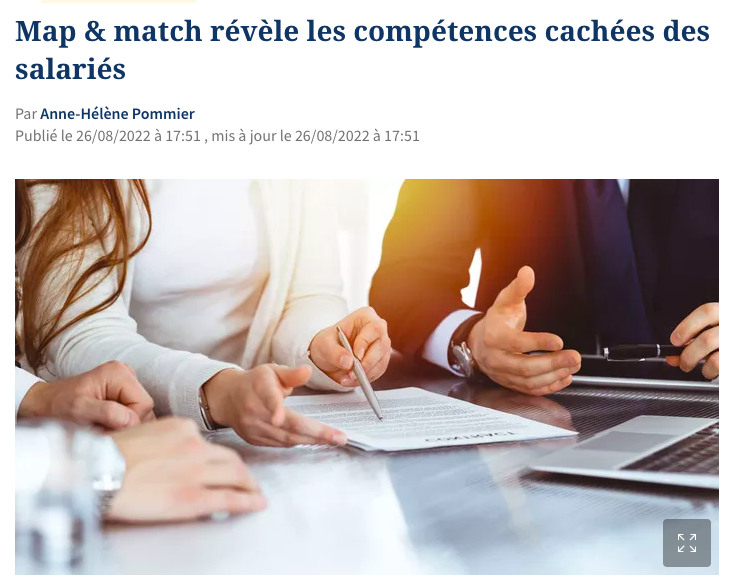 Map & match révèle les compétences cachées des
salariés
Par Anne-Hélène Pommier
Publié le 26/08/2022 à 17:51 , mis à jour le 26/08/2022 à 17:51